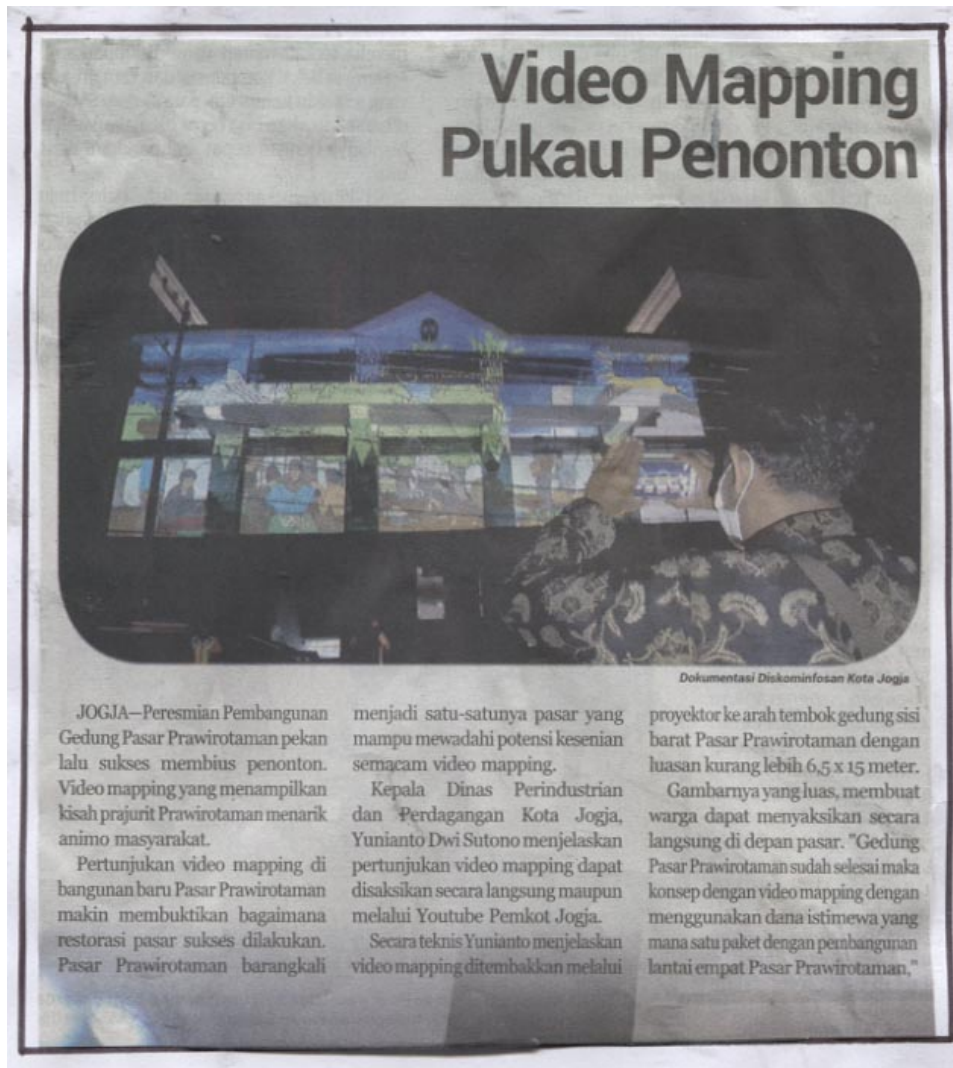 Video Mapping
Pukau Penonton
Dokumentasi Diskominfosan Kota Jogja
JOGJA—Peresmian Pembangunan
Gedung Pasar Prawirotaman pekan
lalu sukses membius penonton.
Video mapping yang menampilkan
kisah prajurit Prawirotaman menarik
animo masyarakat.
Pertunjukan video mapping di
bangunan baru Pasar Prawirotaman
makin membuktikan bagaimana
restorasi pasar sukses dilakukan.
Pasar Prawirotaman barangkali
menjadi satu-satunya pasar yang
mampu mewadahi potensi kesenian
semacam video mapping.
Kepala Dinas Perindustrian
dan Perdagangan Kota Jogja,
Yunianto Dwi Sutono menjelaskan
pertunjukan video mapping dapat
disaksikan secara langsung maupun
melalui Youtube Pemkot Jogja.
Secara teknis Yunianto menjelaskan
video mapping ditembakkan melalui
proyektor ke arah tembok gedung sisi
barat Pasar Prawirotaman dengan
luasan kurang lebih 6,5 x 15 meter.
Gambarnya yang luas, membuat
warga dapat menyaksikan secara
langsung di depan pasar. "Gedung
Pasar Prawirotaman sudah selesai maka
konsep dengan video mapping dengan
menggunakan dana istimewa yang
mana satu paket dengan pembangunan
lantai empat Pasar Prawirotaman,"